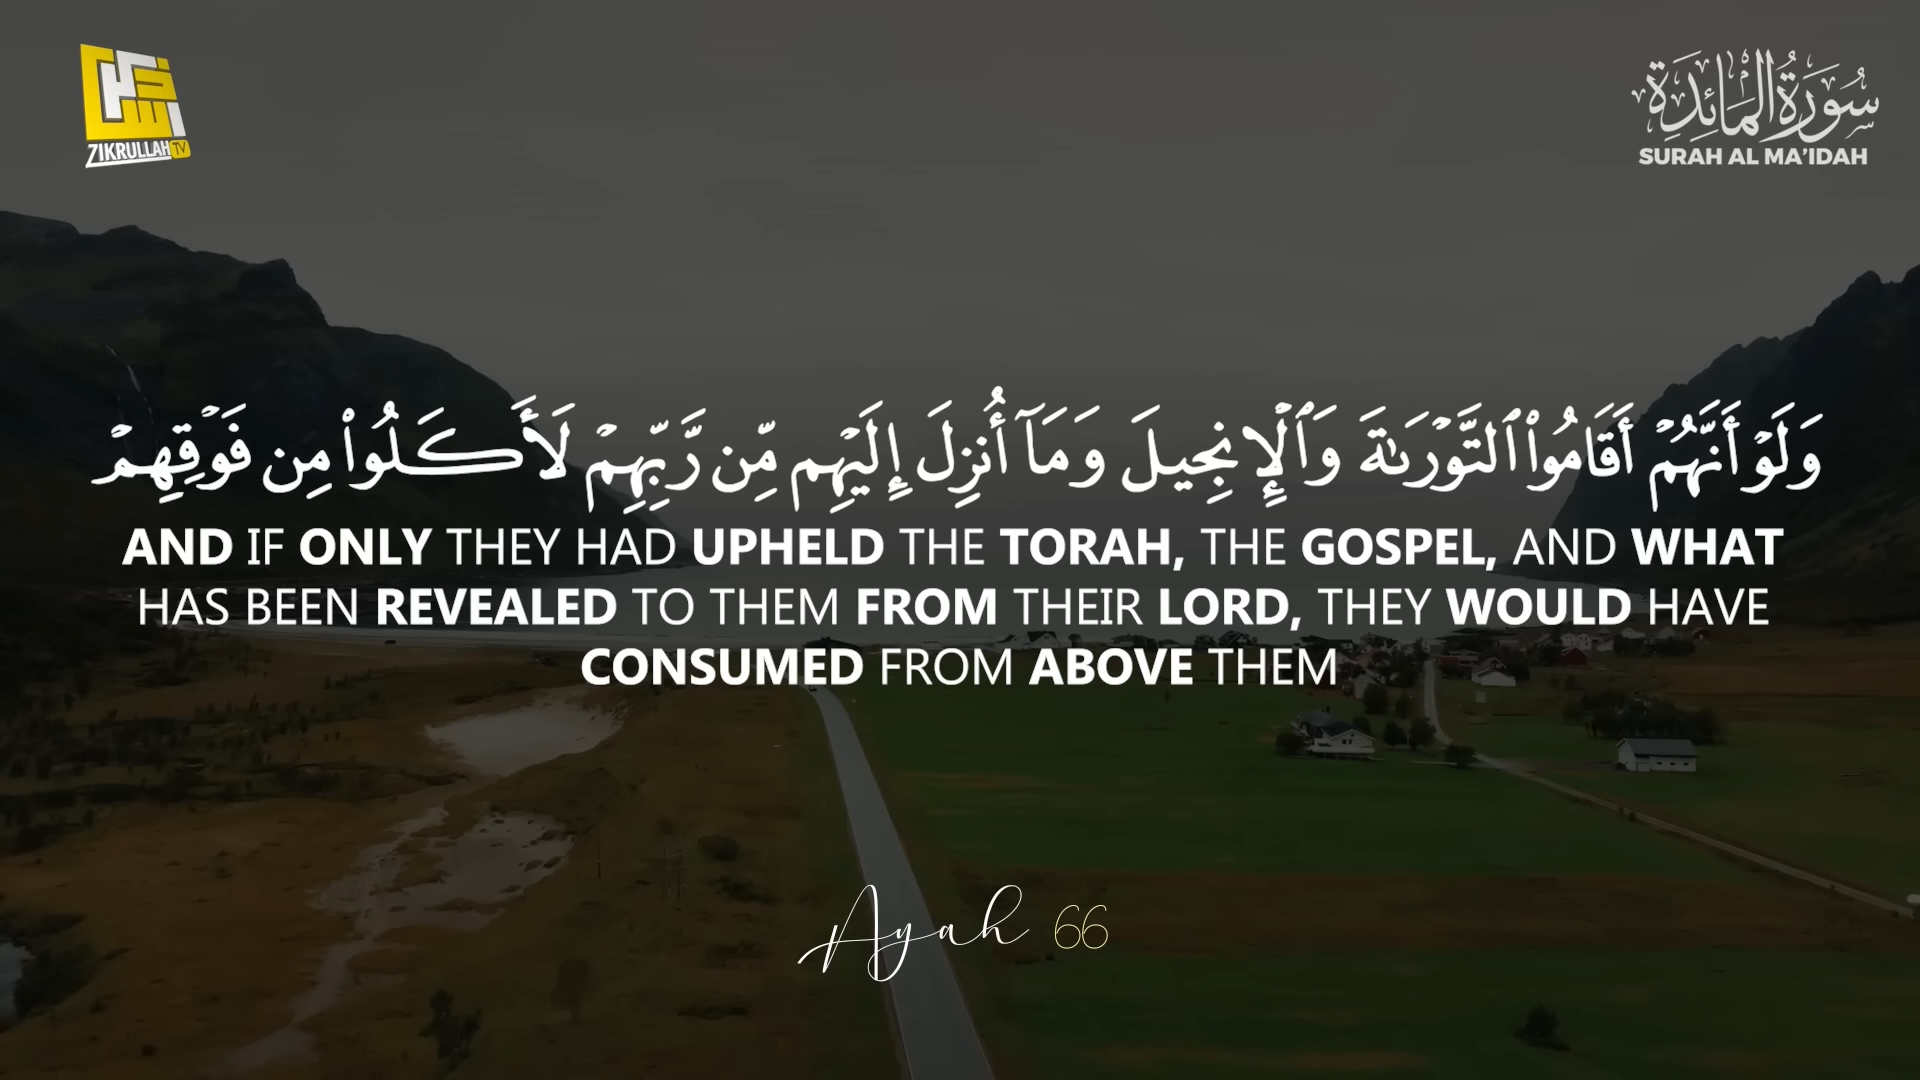 ذكر الله
ZIKRULLAH TV
سُورَةُ المَائِدَةِ
SURAH AL MA'IDAH
وَلَوْ أَنَّهُمْ أَقَامُوا۟ ٱلتَّوْرَىٰةَ وَٱلْإِنجِيلَ وَمَآ أُنزِلَ إِلَيْهِم مِّن رَّبِّهِمْ لَأَكَلُوا۟ مِن فَوْقِهِمْ
AND IF ONLY THEY HAD UPHELD THE TORAH, THE GOSPEL, AND WHAT
HAS BEEN REVEALED TO THEM FROM THEIR LORD, THEY WOULD HAVE
CONSUMED FROM ABOVE THEM
Ayah 66